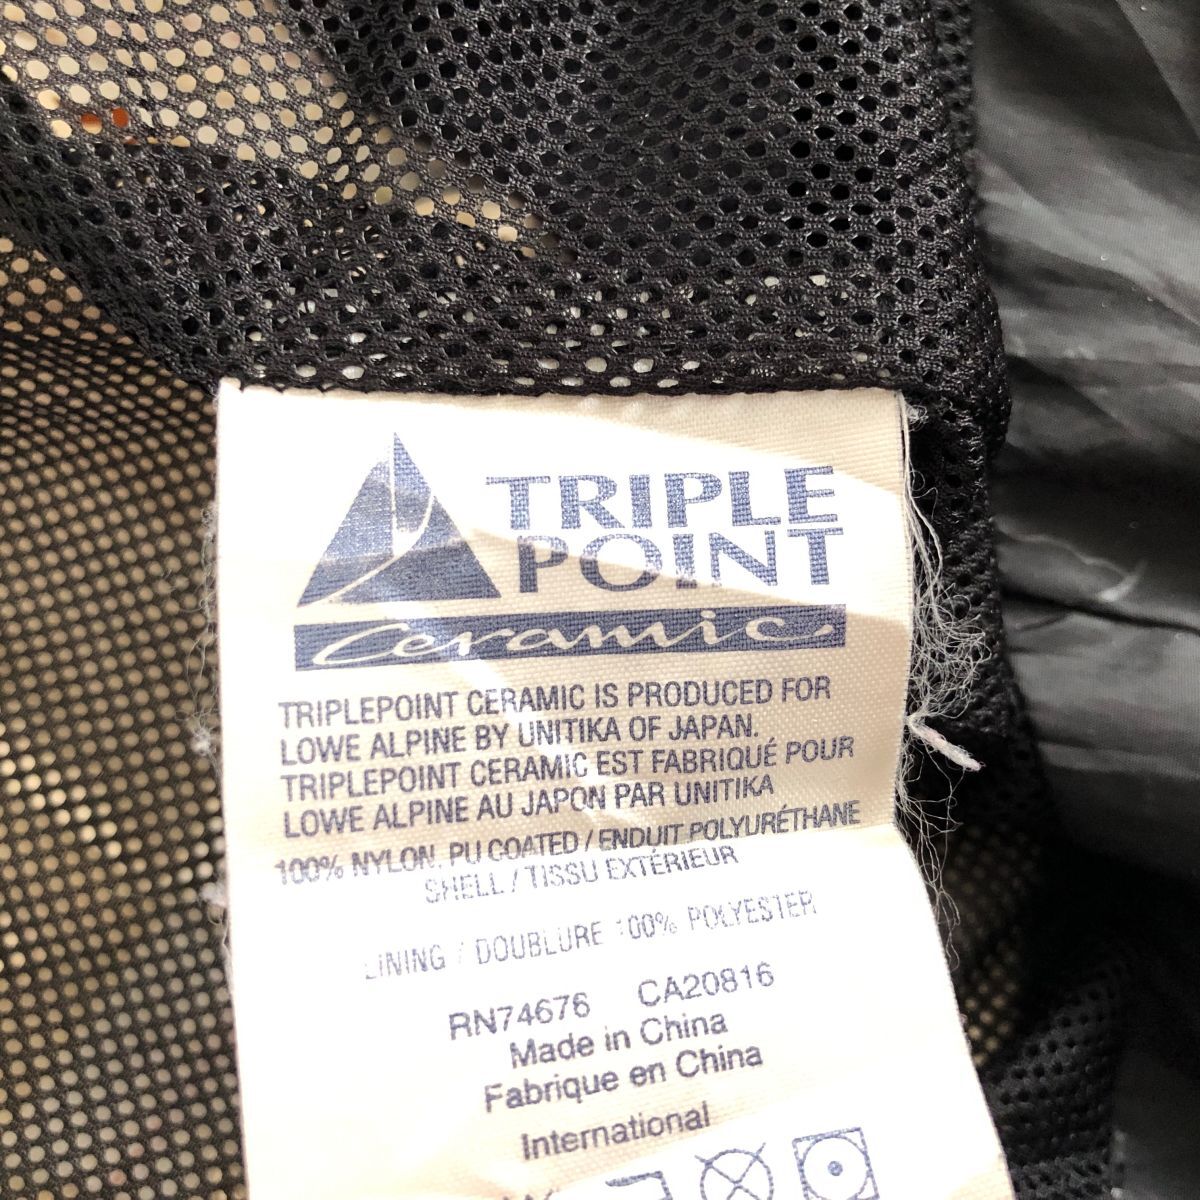 TRIPLE
POINT
Ceramic
TRIPLEPOINT CERAMIC IS PRODUCED FOR
LOWE ALPINE BY UNITIKA OF JAPAN.
TRIPLEPOINT CERAMIC EST FABRIQUÉ POUR
LOWE ALPINE AU JAPON PAR UNITIKA
100% NYLON. PU COATED / ENDUIT POLYURÉTHANE
SHELL / TISSU EXTÉRIEUR
LINING / DOUBLURE 100% POLYESTER
RN74676 CA20816
Made in China
Fabrique en China
International